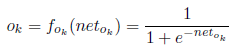 o_k = f_{o_k}(net_{o_k}) = \frac{1}{1 + e^{-net_{o_k}}}